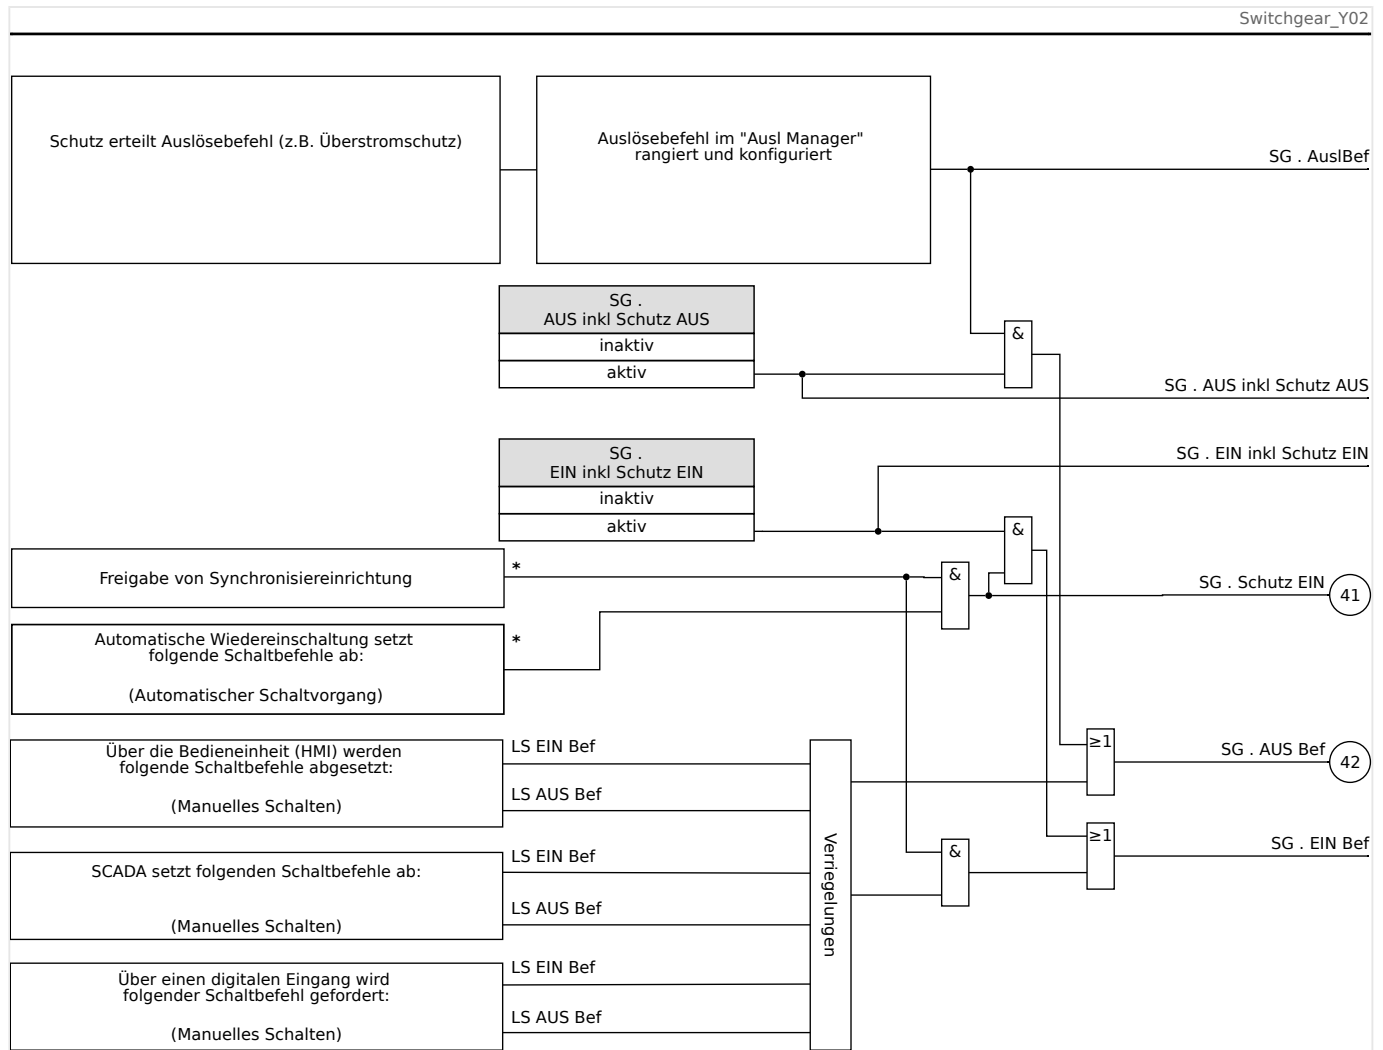 Switchgear_Y02
Schutz erteilt Auslösebefehl (z.B. Überstromschutz)
Auslösebefehl im "Ausl Manager"
rangiert und konfiguriert
SG . AuslBef
SG .
AUS inkl Schutz AUS
inaktiv
aktiv
&
SG . AUS inkl Schutz AUS
SG .
EIN inkl Schutz EIN
inaktiv
aktiv
SG . EIN inkl Schutz EIN
&
Freigabe von Synchronisiereinrichtung
*
&
SG . Schutz EIN
41
Automatische Wiedereinschaltung setzt
folgende Schaltbefehle ab:
(Automatischer Schaltvorgang)
*
Über die Bedieneinheit (HMI) werden
folgende Schaltbefehle abgesetzt:
(Manuelles Schalten)
LS EIN Bef
LS AUS Bef
≥1
SG . AUS Bef
42
SCADA setzt folgenden Schaltbefehle ab:
(Manuelles Schalten)
LS EIN Bef
LS AUS Bef
Verriegelungen
&
≥1
SG . EIN Bef
Über einen digitalen Eingang wird
folgender Schaltbefehl gefordert:
(Manuelles Schalten)
LS EIN Bef
LS AUS Bef